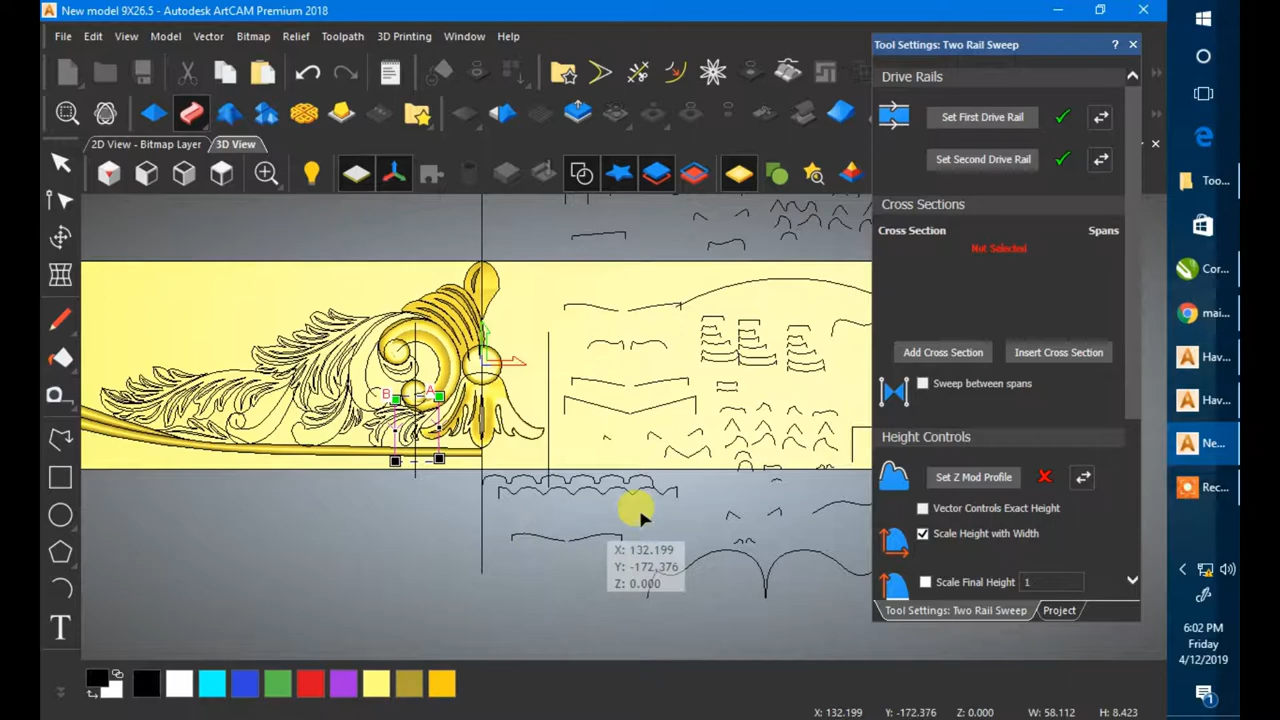 New model 9X26.5 - Autodesk ArtCAM Premium 2018
File Edit View Model Vector Bitmap Relief Toolpath 3D Printing Window Help
2D View - Bitmap Layer 3D View
Tool Settings: Two Rail Sweep
Drive Rails
Set First Drive Rail
Set Second Drive Rail
Cross Sections
Cross Section Spans
Not Selected
Add Cross Section Insert Cross Section
Sweep between spans
Height Controls
Set Z Mod Profile
Vector Controls Exact Height
Scale Height with Width
Scale Final Height 1
Tool Settings: Two Rail Sweep Project
B A
X: 132.199
Y: -172.376
Z: 0.000
T
X: 132.199 Y: -172.376 Z: 0.000 W: 58.112 H: 8.423
Too...
Cor...
mai...
Hav...
Hav...
Ne...
Rec...
6:02 PM
Friday
4/12/2019
1